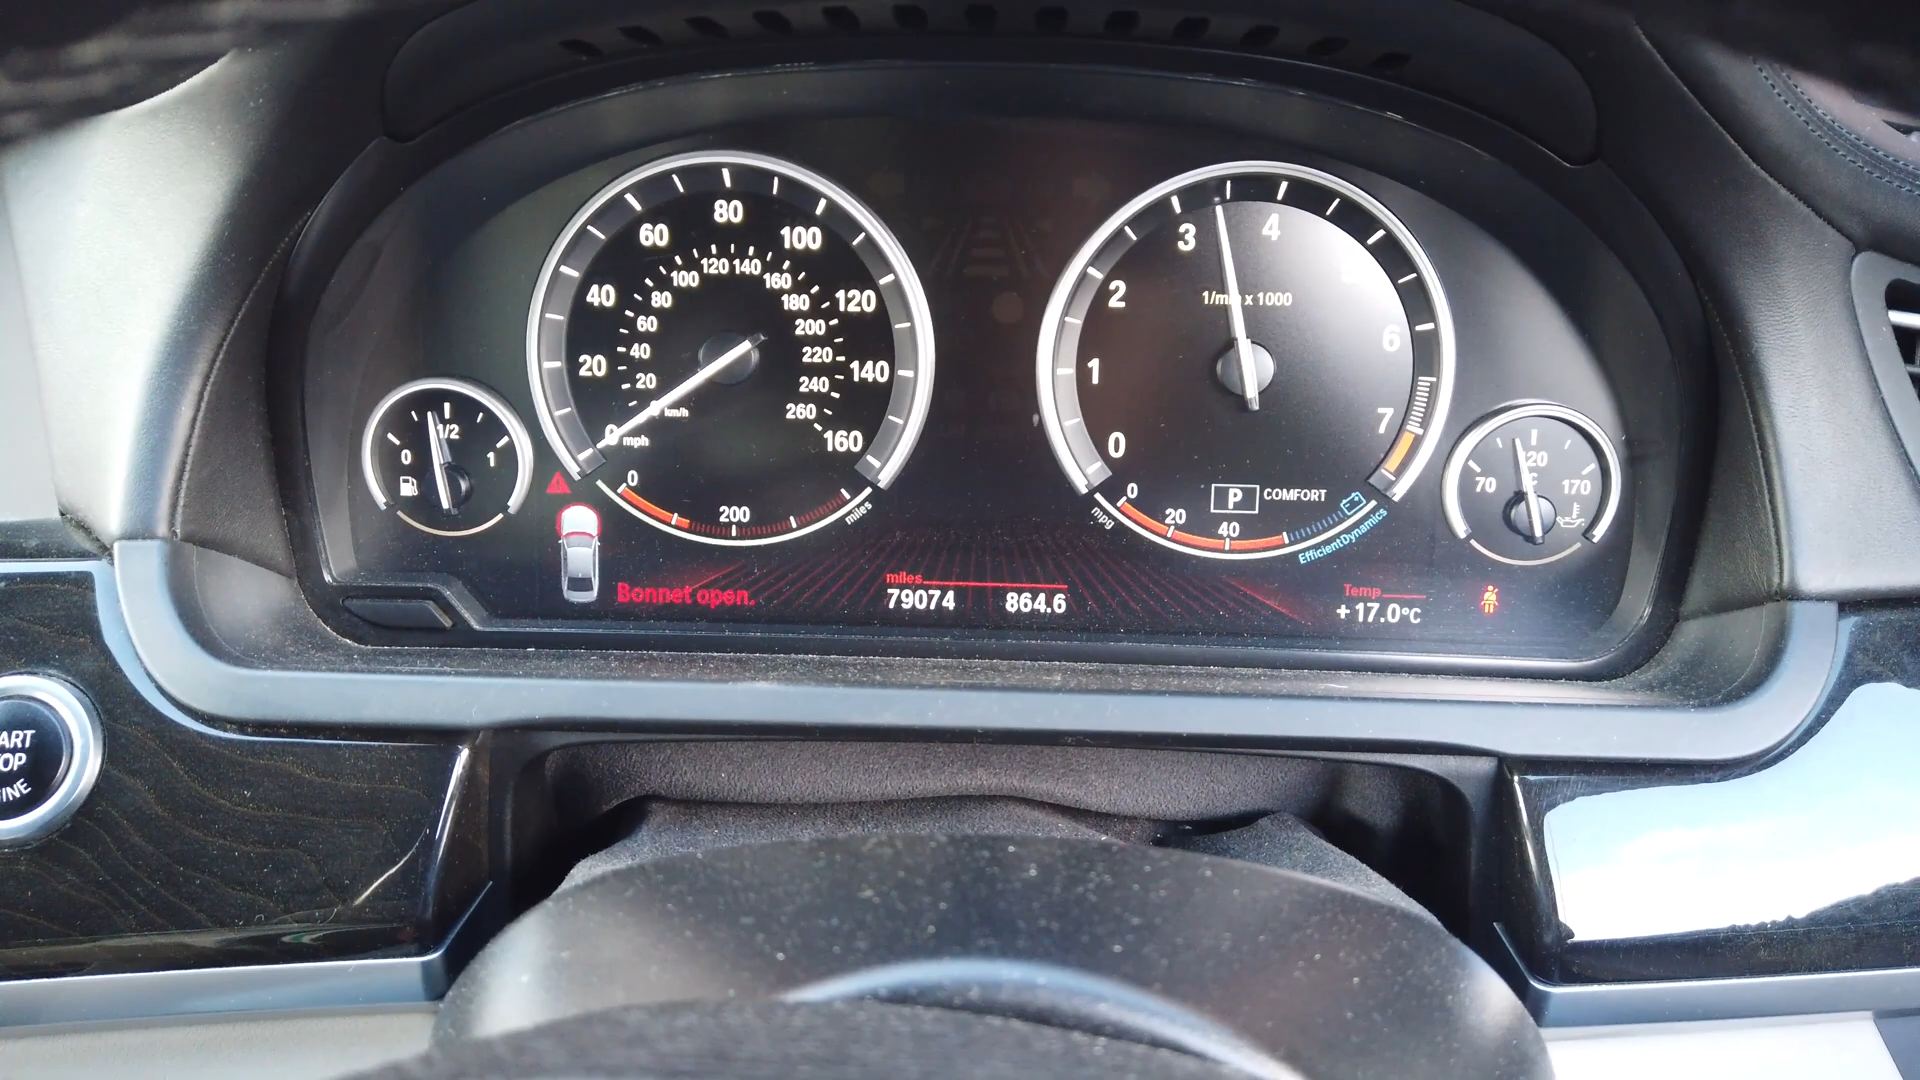 80
60
100
120 140
100
160
40
80
180
120
60
200
20
40
220
140
20
240
km/h
260
0
mph
160
0
200
miles
0
1/2
1
3
4
2
1/min x 1000
6
1
7
0
P
COMFORT
0
20
40
mpg
EfficientDynamics
70
120
170
°C
Bonnet open.
miles
79074
864.6
Temp
+17.0°C
START
STOP
ENGINE